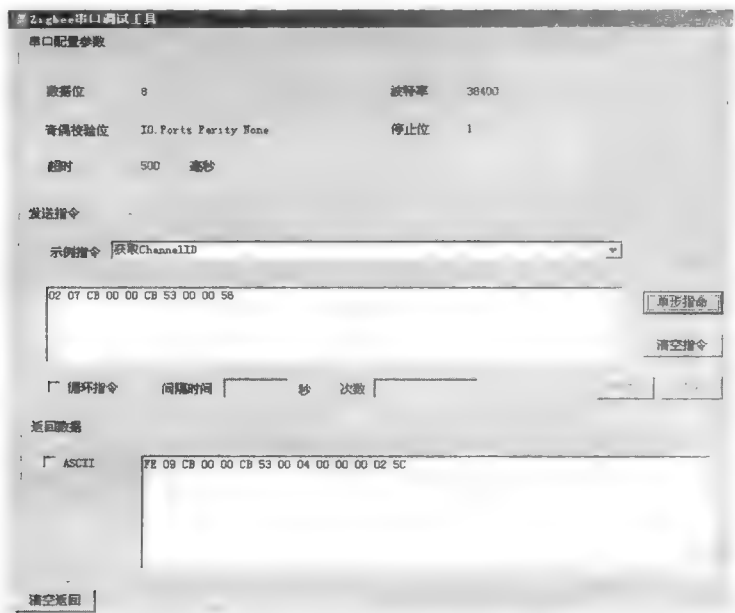 Zigbee串口调试工具
串口配置参数
数据位 8 波特率 38400
奇偶校验位 IO.Ports Parity None 停止位 1
超时 500 毫秒
发送指令
示例指令 获取ChannelID
02 07 CB 00 00 CB 53 00 00 58
单步指命
清空指令
循环指令 间隔时间 秒 次数
返回数据
ASCII FE 09 CB 00 00 CB 53 00 04 00 00 00 02 5C
清空返回